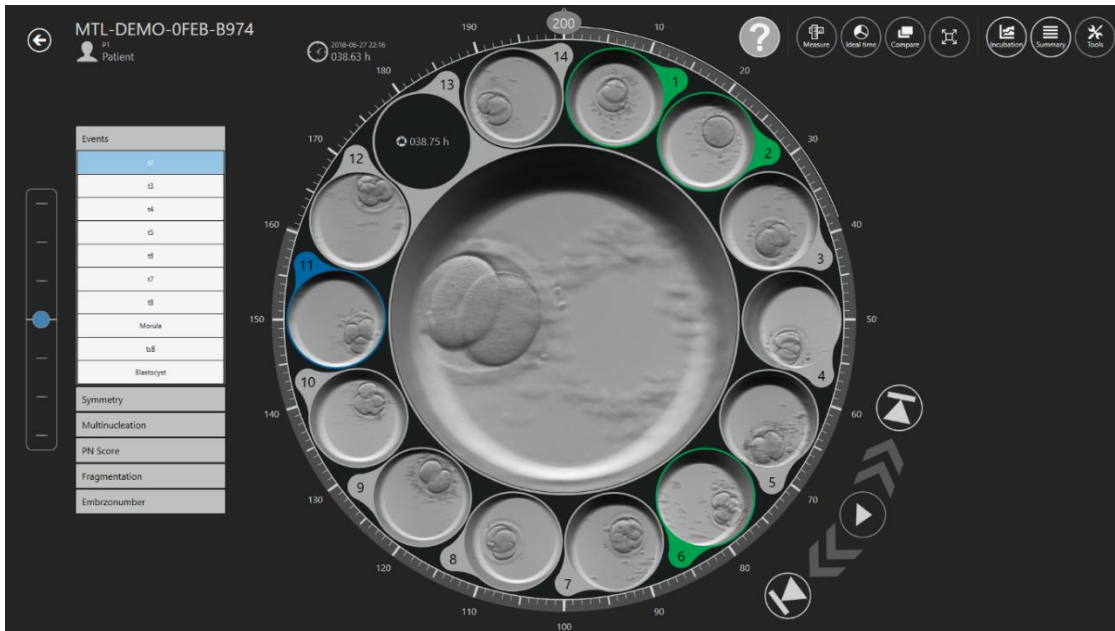 MTL-DEMO-0FEB-B974
P1
Patient
2018-06-27 22:16
038.63 h
?
Measure
Ideal time
Compare
Incubation
Summary
Tools
Events
t2
t3
t4
t5
t6
t7
t8
Morula
ts8
Blastocyst
Symmetry
Multinucleation
PN Score
Fragmentation
Embrzonumber
200
10
20
30
40
50
60
70
80
90
100
110
120
130
140
150
160
170
180
190
1
2
3
4
5
6
7
8
9
10
11
12
13
14
038.75 h